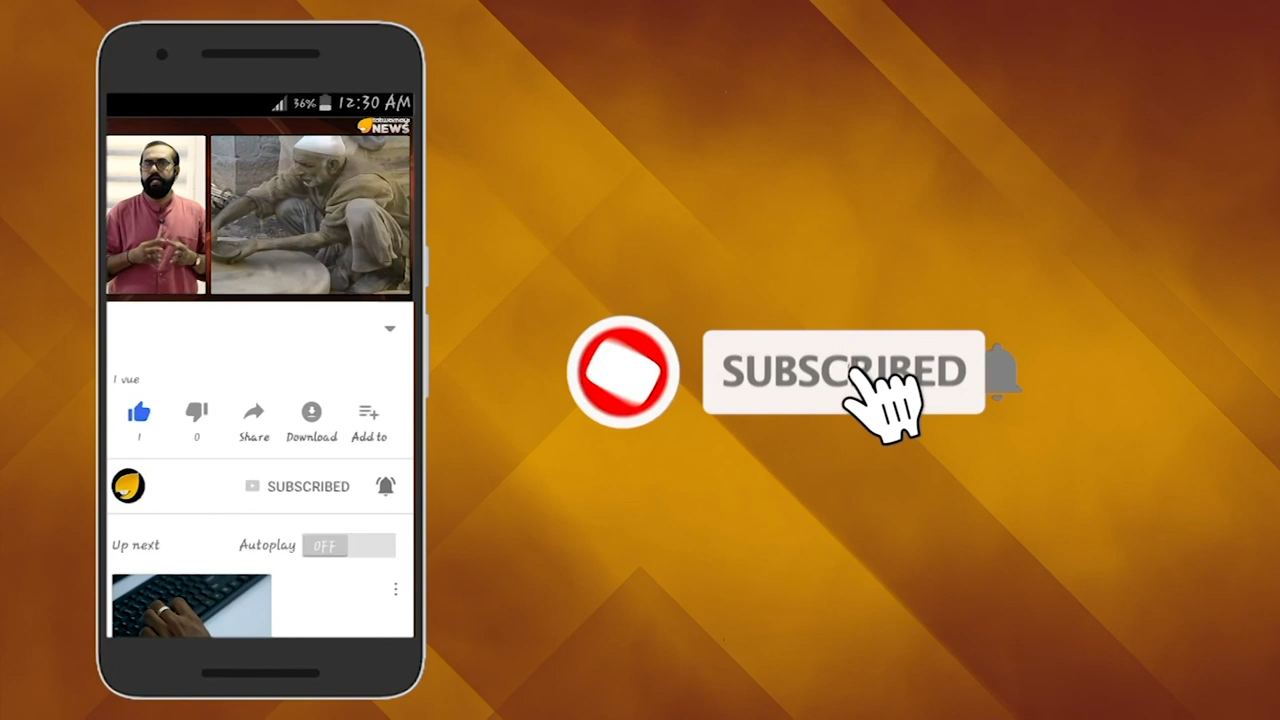 36% 12:30 AM
NEWS
1 vue
1
0
Share
Download
Add to
SUBSCRIBED
Up next
Autoplay
OFF
SUBSCRIBED